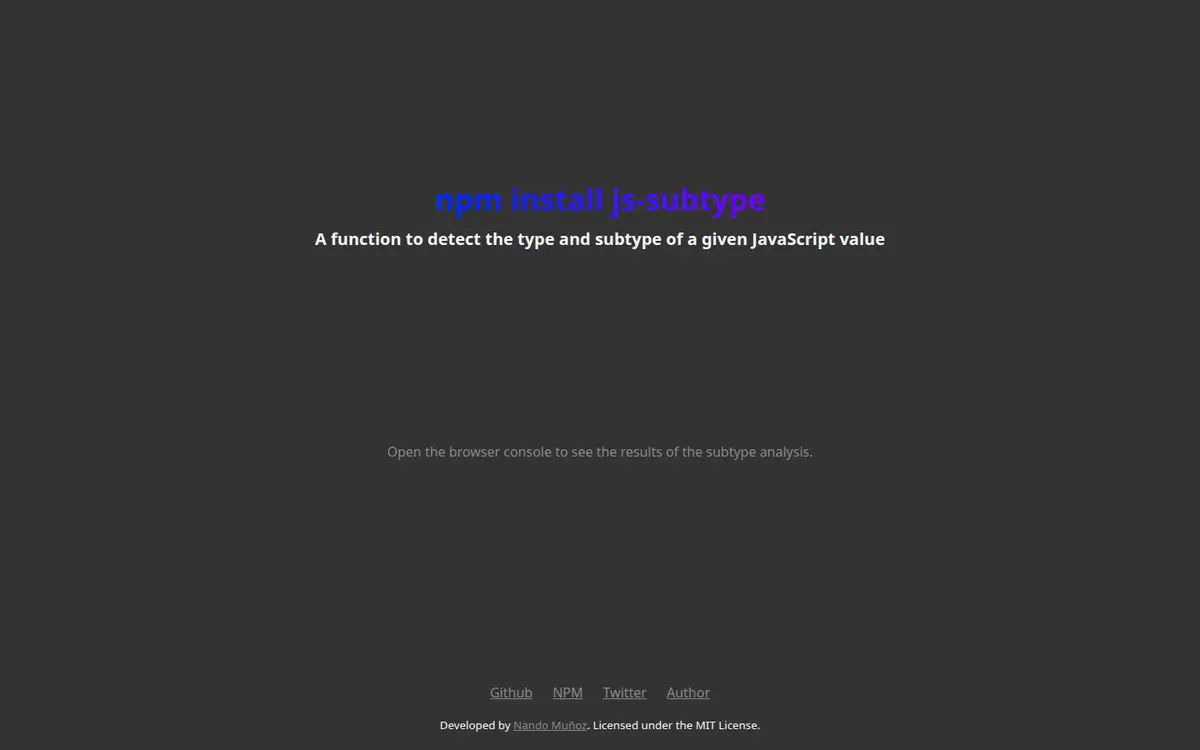 npm install js-subtype
A function to detect the type and subtype of a given JavaScript value
Open the browser console to see the results of the subtype analysis.
Github NPM Twitter Author
Developed by Nando Muñoz. Licensed under the MIT License.